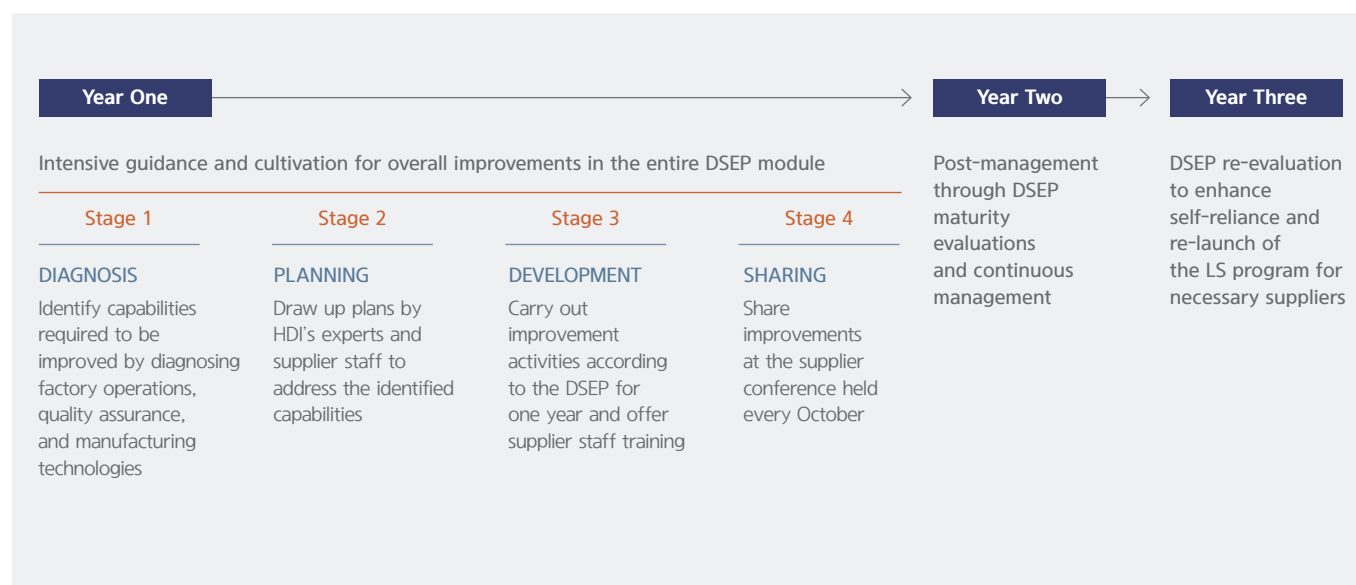 Year One
Year Two
Year Three
Intensive guidance and cultivation for overall improvements in the entire DSEP module
Stage 1
DIAGNOSIS
Identify capabilities
required to be
improved by diagnosing
factory operations,
quality assurance,
and manufacturing
technologies
Stage 2
PLANNING
Draw up plans by
HDI's experts and
supplier staff to
address the identified
capabilities
Stage 3
DEVELOPMENT
Carry out
improvement
activities according
to the DSEP for
one year and offer
supplier staff training
Stage 4
SHARING
Share
improvements
at the supplier
conference held
every October
Post-management
through DSEP
maturity
evaluations
and continuous
management
DSEP re-evaluation
to enhance
self-reliance and
re-launch of
the LS program for
necessary suppliers